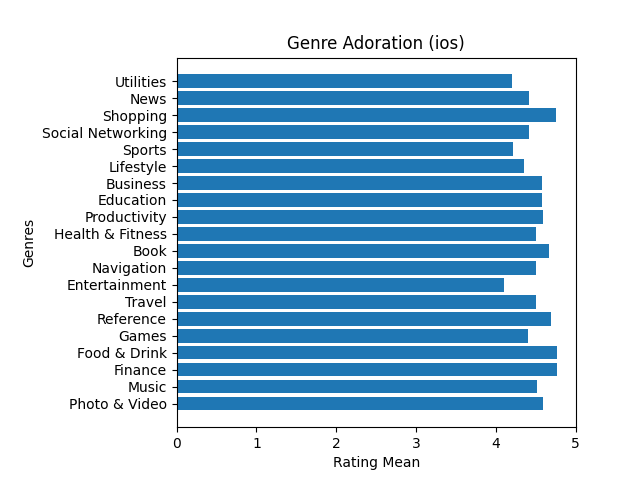 Genre Adoration (ios)
Utilities
News
Shopping
Social Networking
Sports
Lifestyle
Business
Education
Productivity
Health & Fitness
Book
Navigation
Entertainment
Travel
Reference
Games
Food & Drink
Finance
Music
Photo & Video
Genres
0 1 2 3 4 5
Rating Mean